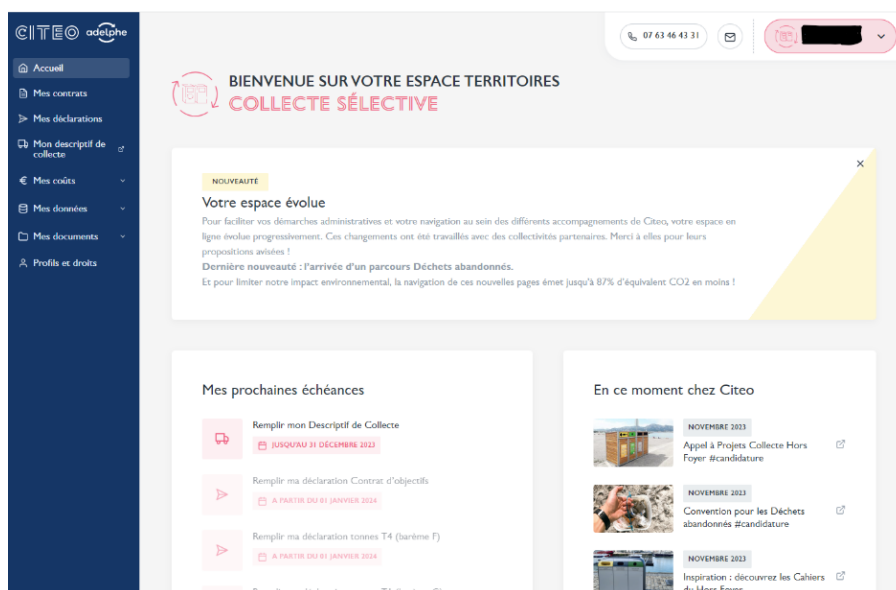 CITEO adelphe
07 63 46 43 31
Accueil
Mes contrats
Mes déclarations
Mon descriptif de
collecte
€ Mes coûts
Mes données
Mes documents
Profils et droits
BIENVENUE SUR VOTRE ESPACE TERRITOIRES
COLLECTE SÉLECTIVE
NOUVEAUTÉ
Votre espace évolue
Pour faciliter vos démarches administratives et votre navigation au sein des différents accompagnements de Citeo, votre espace en
ligne évolue progressivement. Ces changements ont été travaillés avec des collectivités partenaires. Merci à elles pour leurs
propositions avisées !
Dernière nouveauté : l'arrivée d'un parcours Déchets abandonnés.
Et pour limiter notre impact environnemental, la navigation de ces nouvelles pages émet jusqu'à 87% d'équivalent CO2 en moins !
Mes prochaines échéances
Remplir mon Descriptif de Collecte
JUSQU'AU 31 DÉCEMBRE 2023
Remplir ma déclaration Contrat d'objectifs
A PARTIR DU 01 JANVIER 2024
Remplir ma déclaration tonnes T4 (barème F)
A PARTIR DU 01 JANVIER 2024
En ce moment chez Citeo
NOVEMBRE 2023
Appel à Projets Collecte Hors
Foyer #candidature
NOVEMBRE 2023
Convention pour les Déchets
abandonnés #candidature
NOVEMBRE 2023
Inspiration : découvrez les Cahiers
du Hors Foyer